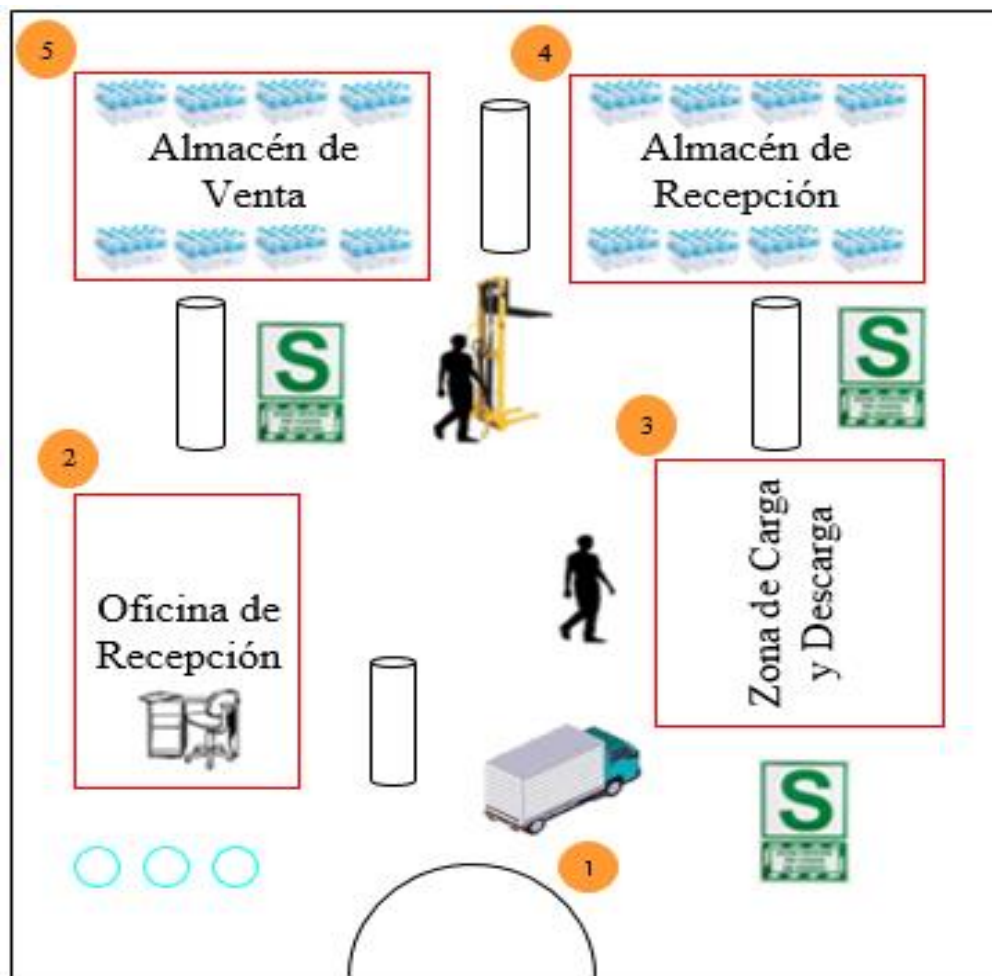 5
4
Almacén de
Venta
Almacén de
Recepción
S
S
3
2
Oficina de
Recepción
Zona de Carga
y Descarga
S
1